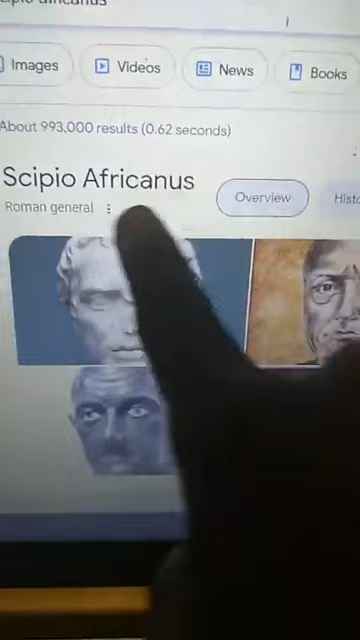 Images Videos News Books
About 993,000 results (0.62 seconds)
Scipio Africanus
Overview
Roman general